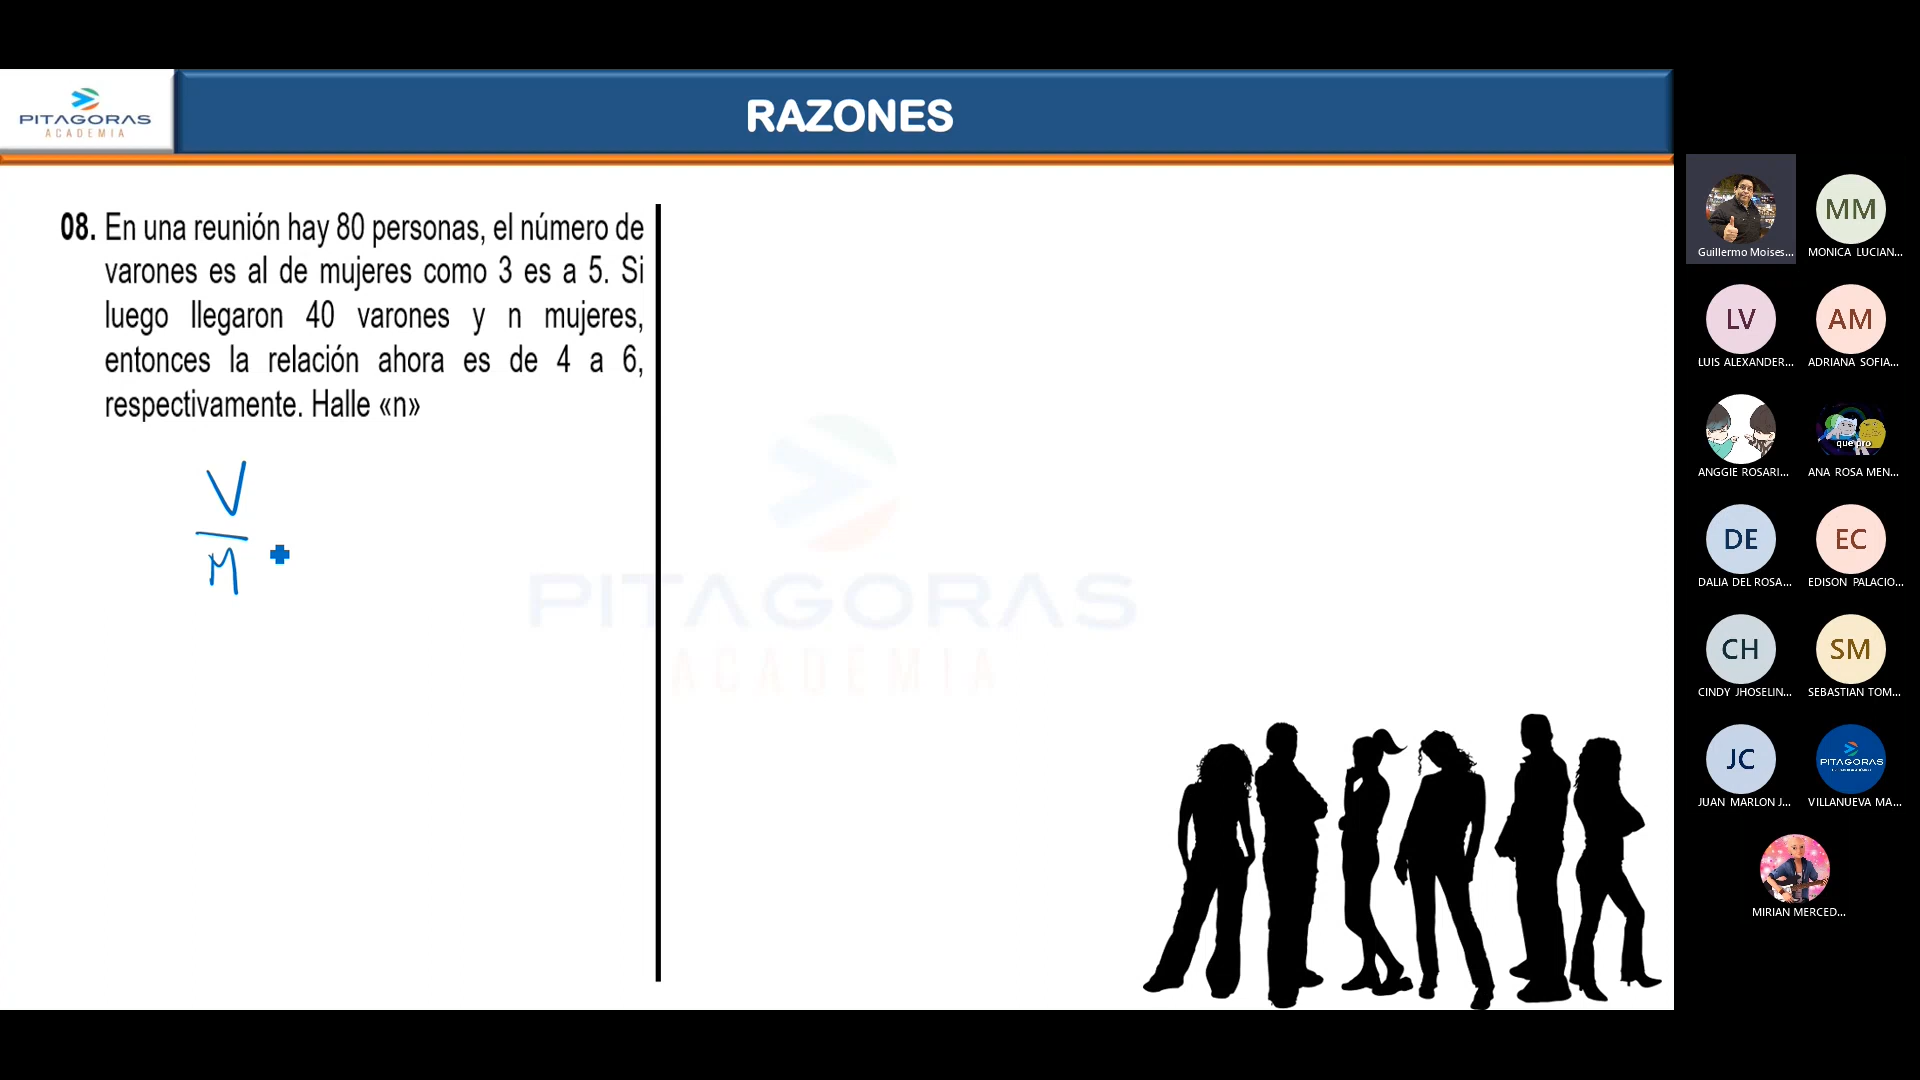 PITAGORAS
ACADEMIA
RAZONES
08. En una reunión hay 80 personas, el número de
varones es al de mujeres como 3 es a 5. Si
luego llegaron 40 varones y n mujeres,
entonces la relación ahora es de 4 a 6,
respectivamente. Halle «n»
V
M
PITAGORAS
ACADEMIA
Guillermo Moises...
MM
MONICA LUCIAN...
LV
LUIS ALEXANDER...
AM
ADRIANA SOFIA...
ANGGIE ROSARI...
que pro
ANA ROSA MEN...
DE
DALIA DEL ROSA...
EC
EDISON PALACIO...
CH
CINDY JHOSELIN...
SM
SEBASTIAN TOM...
JC
JUAN MARLON J...
PITAGORAS
VILLANUEVA MA...
MIRIAN MERCED...